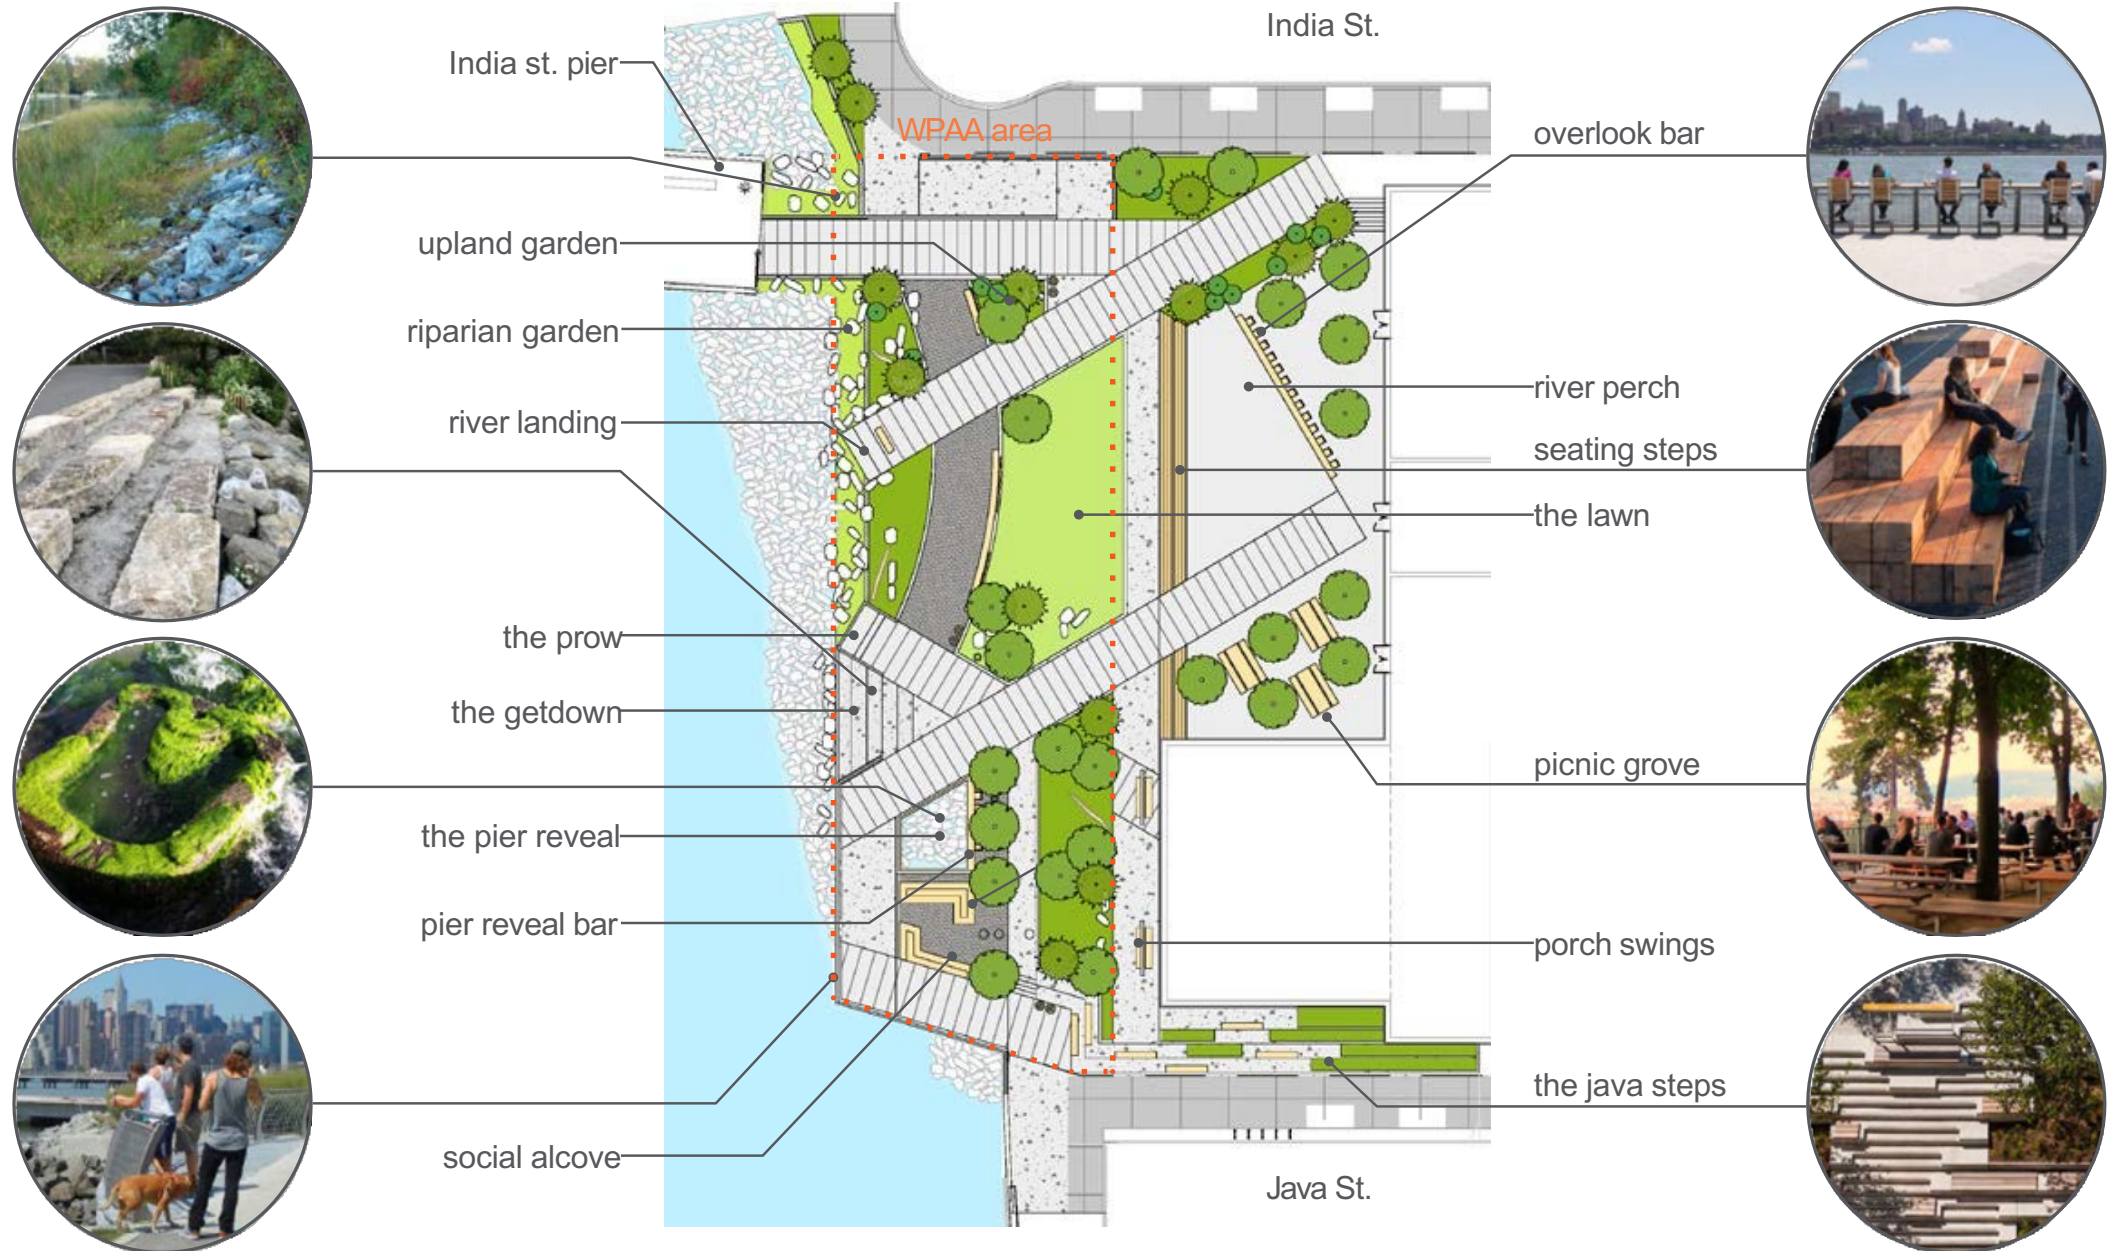 India St.
India st. pier
WPAA area
overlook bar
upland garden
riparian garden
river perch
river landing
seating steps
the lawn
the prow
the getdown
picnic grove
the pier reveal
pier reveal bar
porch swings
the java steps
social alcove
Java St.